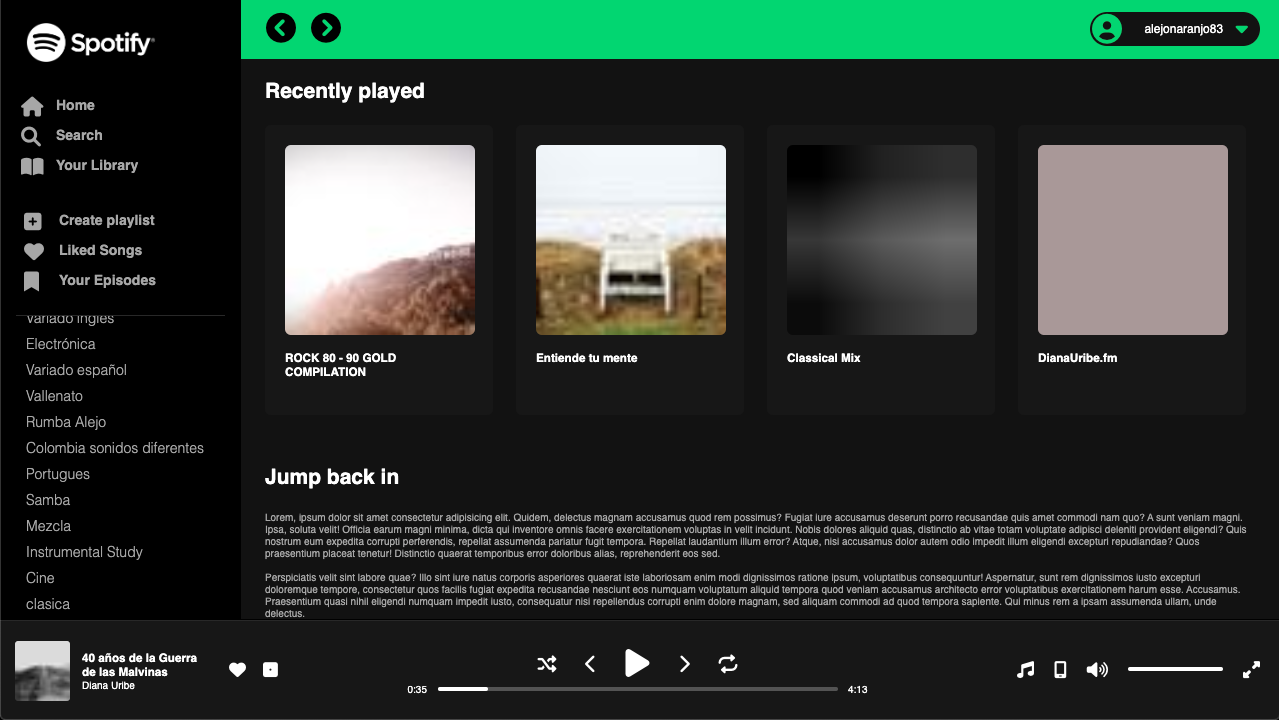 Spotify
alejonaranjo83
Home
Search
Your Library
Create playlist
Liked Songs
Your Episodes
Variado ingles
Electrónica
Variado español
Vallenato
Rumba Alejo
Colombia sonidos diferentes
Portugues
Samba
Mezcla
Instrumental Study
Cine
clasica
Recently played
ROCK 80 - 90 GOLD
COMPILATION
Entiende tu mente
Classical Mix
DianaUribe.fm
Jump back in
Lorem, ipsum dolor sit amet consectetur adipisicing elit. Quidem, delectus magnam accusamus quod rem possimus? Fugiat iure accusamus deserunt porro recusandae quis amet commodi nam quo? A sunt veniam magni.
Ipsa, soluta velit! Officia earum magni minima, dicta qui inventore omnis facere exercitationem voluptas in velit incidunt. Nobis dolores aliquid quas, distinctio ab vitae totam voluptate adipisci deleniti provident eligendi? Quis
nostrum eum expedita corrupti perferendis, repellat assumenda pariatur fugit tempora. Repellat laudantium illum error? Atque, nisi accusamus dolor autem odio impedit illum eligendi excepturi repudiandae? Quos
praesentium placeat tenetur! Distinctio quaerat temporibus error doloribus alias, reprehenderit eos sed.
Perspiciatis velit sint labore quae? Illo sint iure natus corporis asperiores quaerat iste laboriosam enim modi dignissimos ratione ipsum, voluptatibus consequuntur! Aspernatur, sunt rem dignissimos iusto excepturi
doloremque tempore, consectetur quos facilis fugiat expedita recusandae nesciunt eos numquam voluptatum aliquid tempora quod veniam accusamus architecto error voluptatibus exercitationem harum esse. Accusamus.
Praesentium quasi nihil eligendi numquam impedit iusto, consequatur nisi repellendus corrupti enim dolore magnam, sed aliquam commodi ad quod tempora sapiente. Qui minus rem a ipsam assumenda ullam, unde
delectus.
40 años de la Guerra
de las Malvinas
Diana Uribe
0:35
4:13